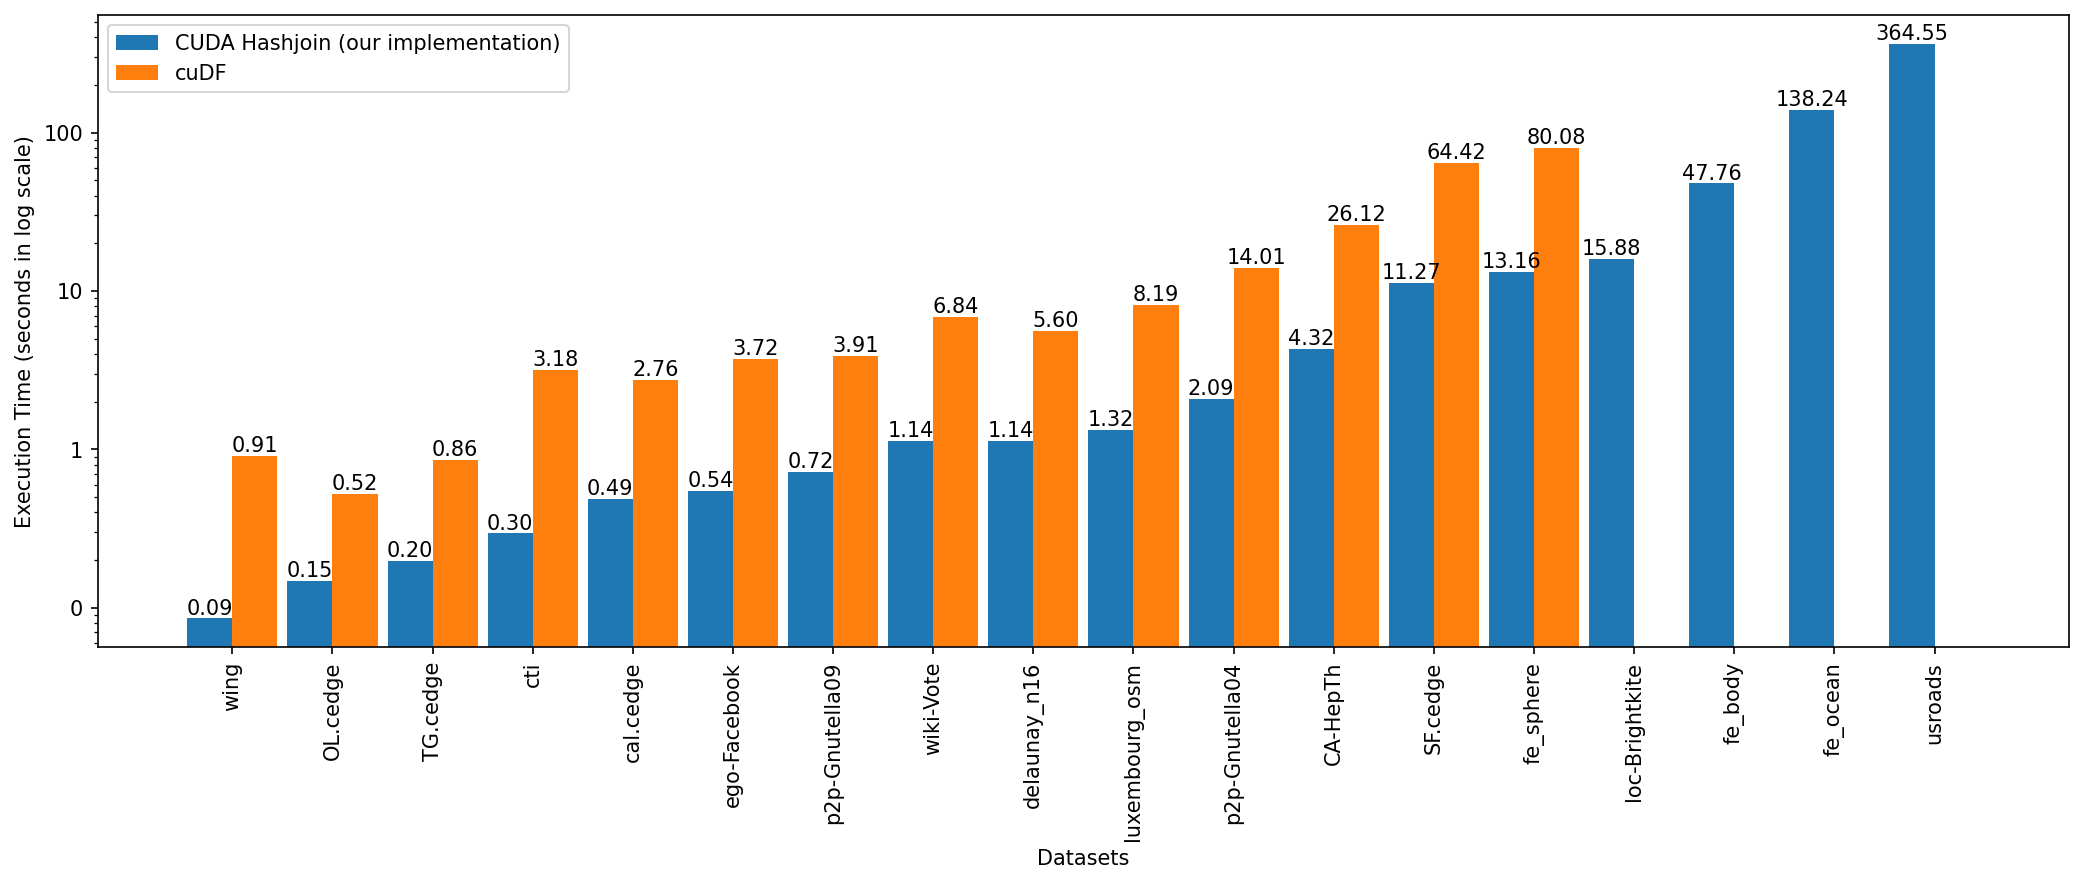 CUDA Hashjoin (our implementation)
cuDF
Execution Time (seconds in log scale)
100
10
1
0
0.09
0.91
0.15
0.52
0.20
0.86
0.30
3.18
0.49
2.76
0.54
3.72
0.72
3.91
1.14
6.84
1.14
5.60
1.32
8.19
2.09
14.01
4.32
26.12
11.27
64.42
13.16
80.08
15.88
47.76
138.24
364.55
wing
OL.cedge
TG.cedge
cti
cal.cedge
ego-Facebook
p2p-Gnutella09
wiki-Vote
delaunay_n16
luxembourg_osm
p2p-Gnutella04
CA-HepTh
SF.cedge
fe_sphere
loc-Brightkite
fe_body
fe_ocean
usroads
Datasets